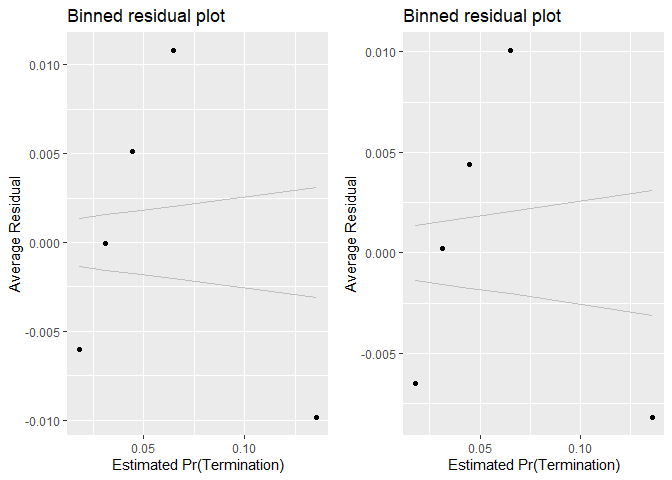 Binned residual plot
Average Residual
0.010
0.005
0.000
-0.005
-0.010
0.05 0.10
Estimated Pr(Termination)
Binned residual plot
Average Residual
0.010
0.005
0.000
-0.005
0.05 0.10
Estimated Pr(Termination)